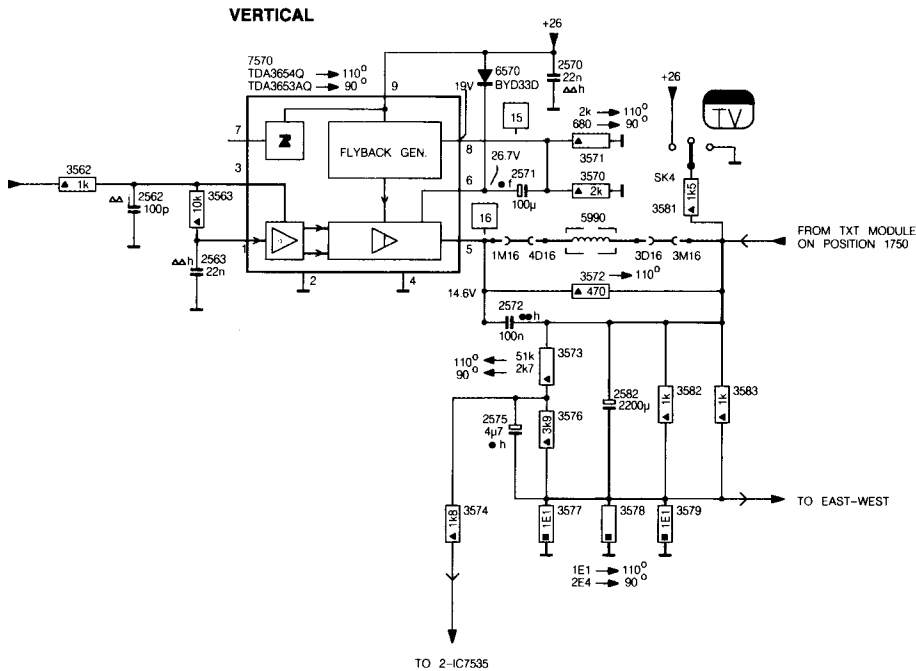 VERTICAL
+26
7570
TDA3654Q → 110°
TDA3653AQ → 90°
9
19V
6570
BYD33D
2570
22n
ΔΔh
+26
TV
15
2k → 110°
680 → 90°
7
8
3571
FLYBACK GEN.
26.7V
6
f
2571
100µ
3570
2k
SK4
1k5
3581
3562
1k
3
ΔΔ
2562
100p
10k
3563
16
5990
FROM TXT MODULE
ON POSITION 1750
1
5
1M16
4D16
3D16
3M16
ΔΔh
2563
22n
2
4
14.6V
3572 → 110°
470
2572
●●h
100n
110° ← 51k
90° ← 2k7
3573
2582
2200µ
1k
3582
1k
3583
2575
4µ7
●h
3k9
3576
TO EAST-WEST
1k8
3574
1E1
3577
3578
1E1
3579
1E1 → 110°
2E4 → 90°
TO 2-IC7535